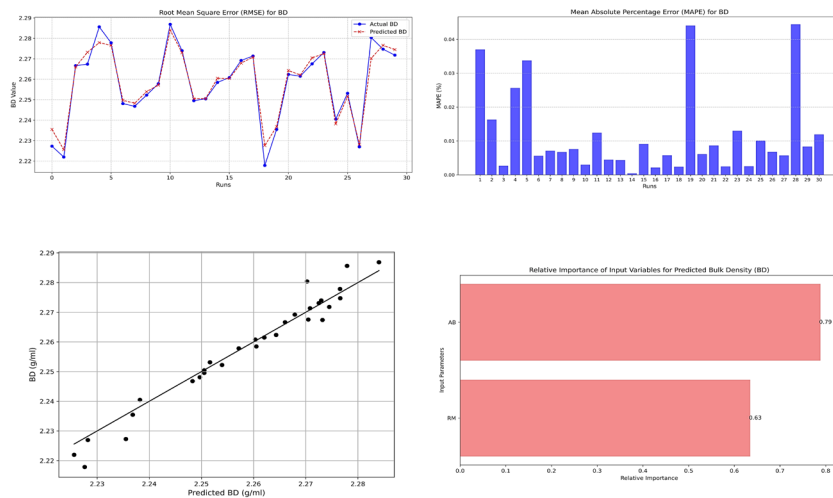 Root Mean Square Error (RMSE) for BD
Actual BD
Predicted BD
BD Value
2.29
2.28
2.27
2.26
2.25
2.24
2.23
2.22
0 5 10 15 20 25 30
Runs
Mean Absolute Percentage Error (MAPE) for BD
MAPE (%)
0.04
0.03
0.02
0.01
0.00
1 2 3 4 5 6 7 8 9 10 11 12 13 14 15 16 17 18 19 20 21 22 23 24 25 26 27 28 29 30
Runs
BD (g/ml)
2.29
2.28
2.27
2.26
2.25
2.24
2.23
2.22
2.23 2.24 2.25 2.26 2.27 2.28
Predicted BD (g/ml)
Relative Importance of Input Variables for Predicted Bulk Density (BD)
Input Parameters
AB
0.79
RM
0.63
0.0 0.1 0.2 0.3 0.4 0.5 0.6 0.7 0.8
Relative Importance